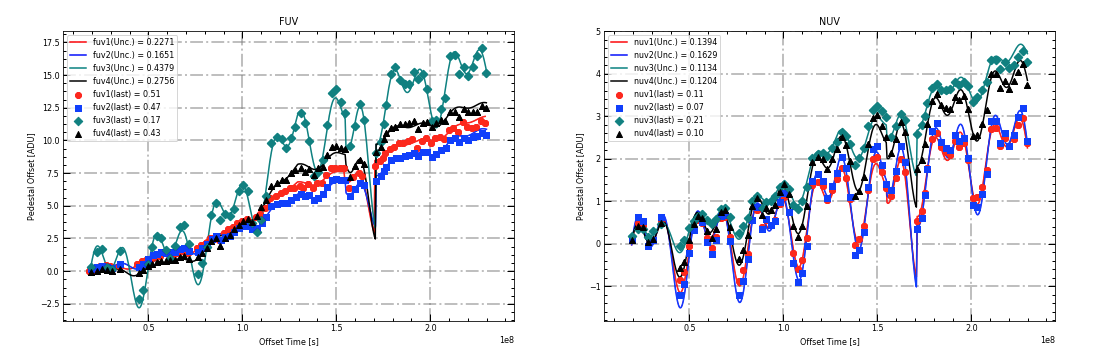 FUV
Pedestal Offset [ADU]
17.5
15.0
12.5
10.0
7.5
5.0
2.5
0.0
−2.5
fuv1(Unc.) = 0.2271
fuv2(Unc.) = 0.1651
fuv3(Unc.) = 0.4379
fuv4(Unc.) = 0.2756
fuv1(last) = 0.51
fuv2(last) = 0.47
fuv3(last) = 0.17
fuv4(last) = 0.43
0.5 1.0 1.5 2.0
1e8
Offset Time [s]
NUV
Pedestal Offset [ADU]
5
4
3
2
1
0
−1
nuv1(Unc.) = 0.1394
nuv2(Unc.) = 0.1629
nuv3(Unc.) = 0.1134
nuv4(Unc.) = 0.1204
nuv1(last) = 0.11
nuv2(last) = 0.07
nuv3(last) = 0.21
nuv4(last) = 0.10
0.5 1.0 1.5 2.0
1e8
Offset Time [s]